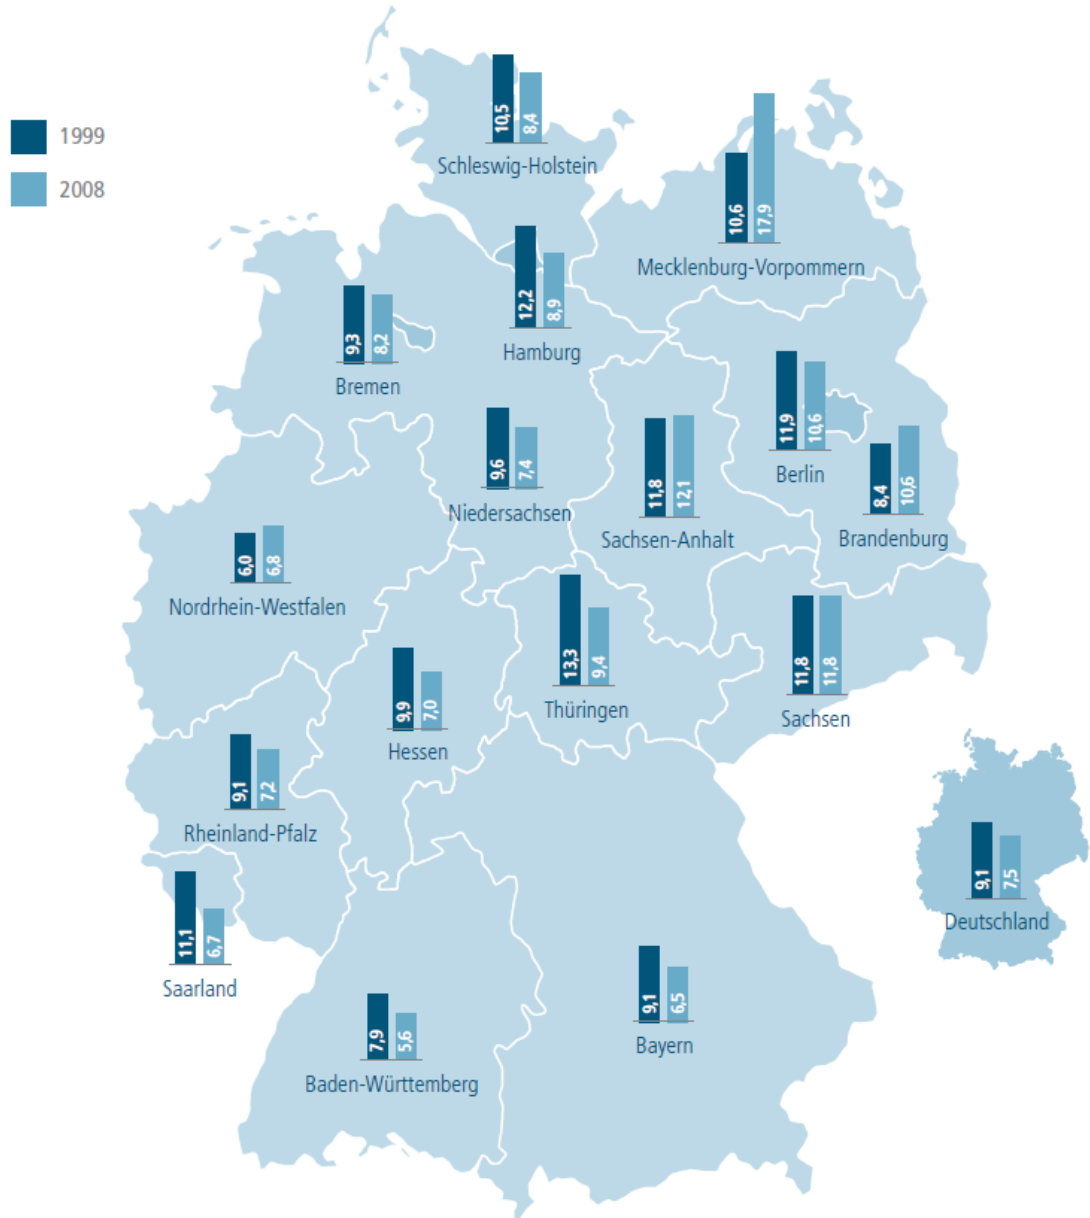 1999
2008
10,5
8,4
Schleswig-Holstein
10,6
17,9
Mecklenburg-Vorpommern
12,2
8,9
Hamburg
9,3
8,2
Bremen
11,9
10,6
Berlin
9,6
7,4
Niedersachsen
11,8
12,1
Sachsen-Anhalt
8,4
10,6
Brandenburg
6,0
6,8
Nordrhein-Westfalen
13,3
9,4
Thüringen
11,8
11,8
Sachsen
9,9
7,0
Hessen
9,1
7,2
Rheinland-Pfalz
9,1
7,5
Deutschland
11,1
6,7
Saarland
9,1
6,5
Bayern
7,9
5,6
Baden-Württemberg